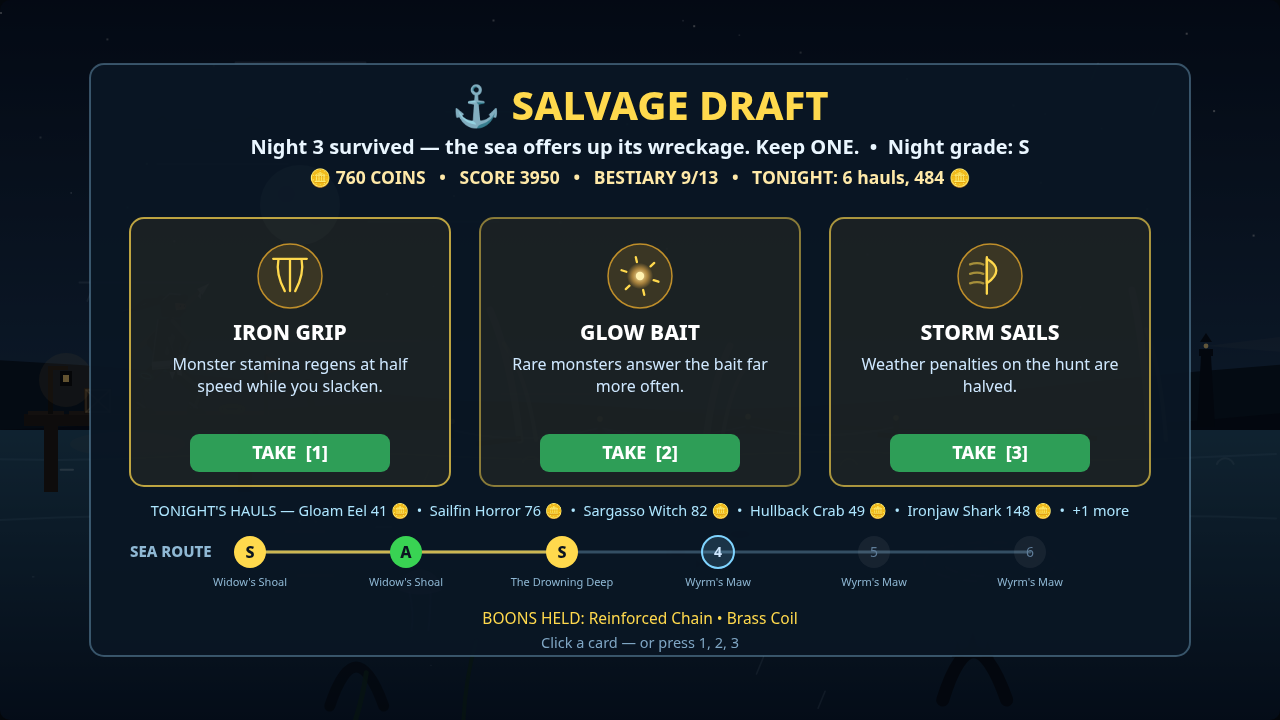 ⚓ SALVAGE DRAFT
Night 3 survived — the sea offers up its wreckage. Keep ONE. • Night grade: S
🪙 760 COINS • SCORE 3950 • BESTIARY 9/13 • TONIGHT: 6 hauls, 484 🪙
IRON GRIP
Monster stamina regens at half
speed while you slacken.
TAKE [1]
GLOW BAIT
Rare monsters answer the bait far
more often.
TAKE [2]
STORM SAILS
Weather penalties on the hunt are
halved.
TAKE [3]
TONIGHT'S HAULS — Gloam Eel 41 🪙 • Sailfin Horror 76 🪙 • Sargasso Witch 82 🪙 • Hullback Crab 49 🪙 • Ironjaw Shark 148 🪙 • +1 more
SEA ROUTE S A S 4 5 6
Widow's Shoal Widow's Shoal The Drowning Deep Wyrm's Maw Wyrm's Maw Wyrm's Maw
BOONS HELD: Reinforced Chain • Brass Coil
Click a card — or press 1, 2, 3